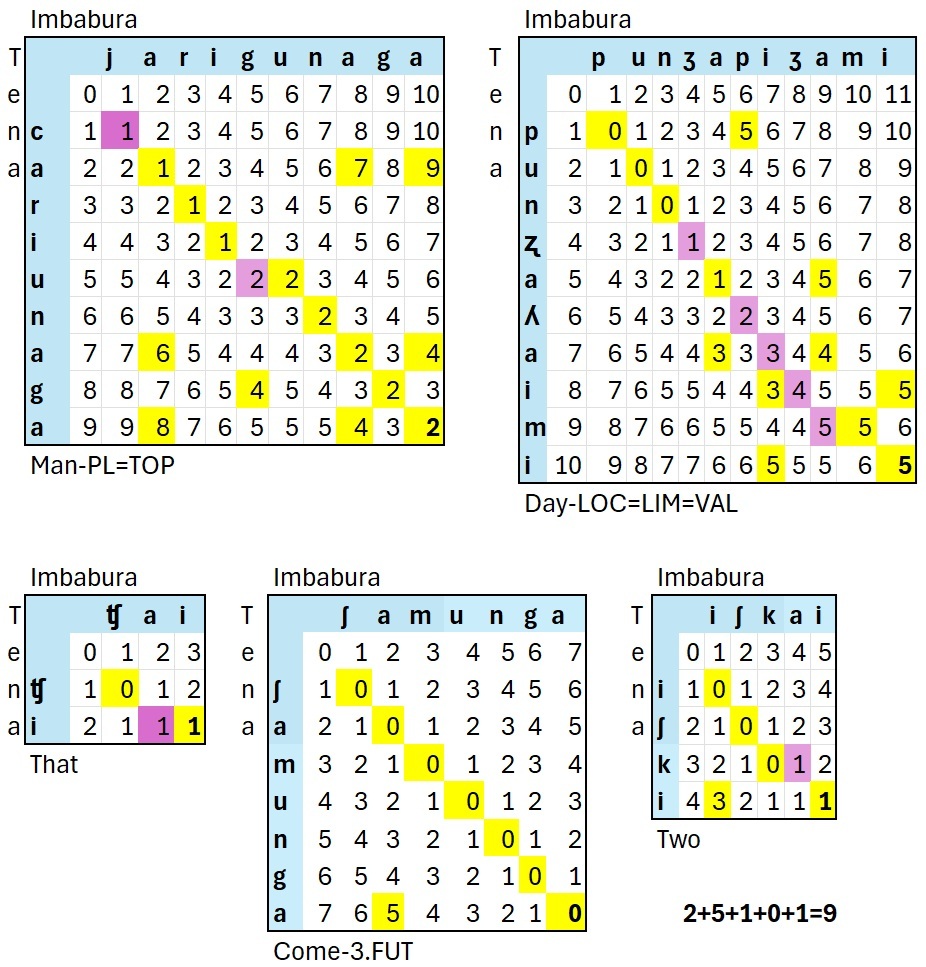 Imbabura
T j a r i g u n a g a
e 0 1 2 3 4 5 6 7 8 9 10
n c 1 1 2 3 4 5 6 7 8 9 10
a a 2 2 1 2 3 4 5 6 7 8 9
r 3 3 2 1 2 3 4 5 6 7 8
i 4 4 3 2 1 2 3 4 5 6 7
u 5 5 4 3 2 2 2 3 4 5 6
n 6 6 5 4 3 3 3 2 3 4 5
a 7 7 6 5 4 4 4 3 2 3 4
g 8 8 7 6 5 4 5 4 3 2 3
a 9 9 8 7 6 5 5 5 4 3 2
Man-PL=TOP
Imbabura
T p u n ʒ a p i ʒ a m i
e 0 1 2 3 4 5 6 7 8 9 10 11
n p 1 0 1 2 3 4 5 6 7 8 9 10
a u 2 1 0 1 2 3 4 5 6 7 8 9
n 3 2 1 0 1 2 3 4 5 6 7 8
ʐ 4 3 2 1 1 2 3 4 5 6 7 8
a 5 4 3 2 2 1 2 3 4 5 6 7
ʎ 6 5 4 3 3 2 2 3 4 5 6 7
a 7 6 5 4 4 3 3 3 4 4 5 6
i 8 7 6 5 5 4 4 3 4 5 5 5
m 9 8 7 6 6 5 5 4 4 5 5 6
i 10 9 8 7 7 6 6 5 5 5 6 5
Day-LOC=LIM=VAL
Imbabura
T ʧ a i
e 0 1 2 3
n ʧ 1 0 1 2
a i 2 1 1 1
That
Imbabura
T ʃ a m u n g a
e 0 1 2 3 4 5 6 7
n ʃ 1 0 1 2 3 4 5 6
a a 2 1 0 1 2 3 4 5
m 3 2 1 0 1 2 3 4
u 4 3 2 1 0 1 2 3
n 5 4 3 2 1 0 1 2
g 6 5 4 3 2 1 0 1
a 7 6 5 4 3 2 1 0
Come-3.FUT
Imbabura
T i ʃ k a i
e 0 1 2 3 4 5
n i 1 0 1 2 3 4
a ʃ 2 1 0 1 2 3
k 3 2 1 0 1 2
i 4 3 2 1 1 1
Two
2+5+1+0+1=9